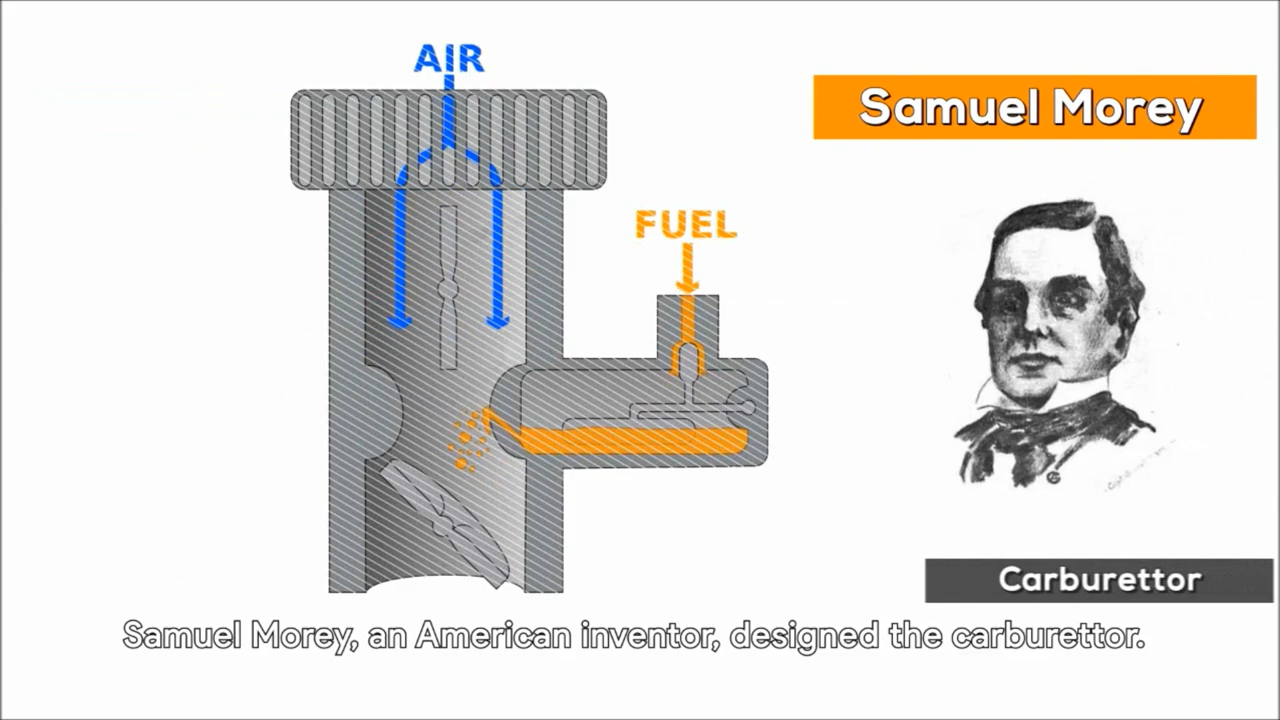 AIR
Samuel Morey
FUEL
Carburettor
Samuel Morey, an American inventor, designed the carburettor.